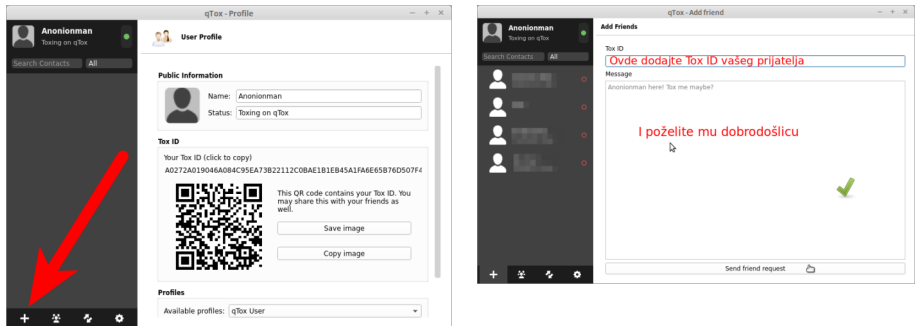 qTox - Profile
Anonionman
Toxing on qTox
Search Contacts
All
User Profile
Public Information
Name: Anonionman
Status: Toxing on qTox
Tox ID
Your Tox ID (click to copy)
A0272A019046A084C95EA73B22112C0BAE1B1EB45A1FA6E65B76D507F4
This QR code contains your Tox ID. You
may share this with your friends as
well.
Save image
Copy image
Profiles
Available profiles: qTox User
qTox - Add friend
Anonionman
Toxing on qTox
Search Contacts
All
Add Friends
Tox ID
Ovde dodajte Tox ID vašeg prijatelja
Message
Anonionman here! Tox me maybe?
I poželite mu dobrodošlicu
Send friend request